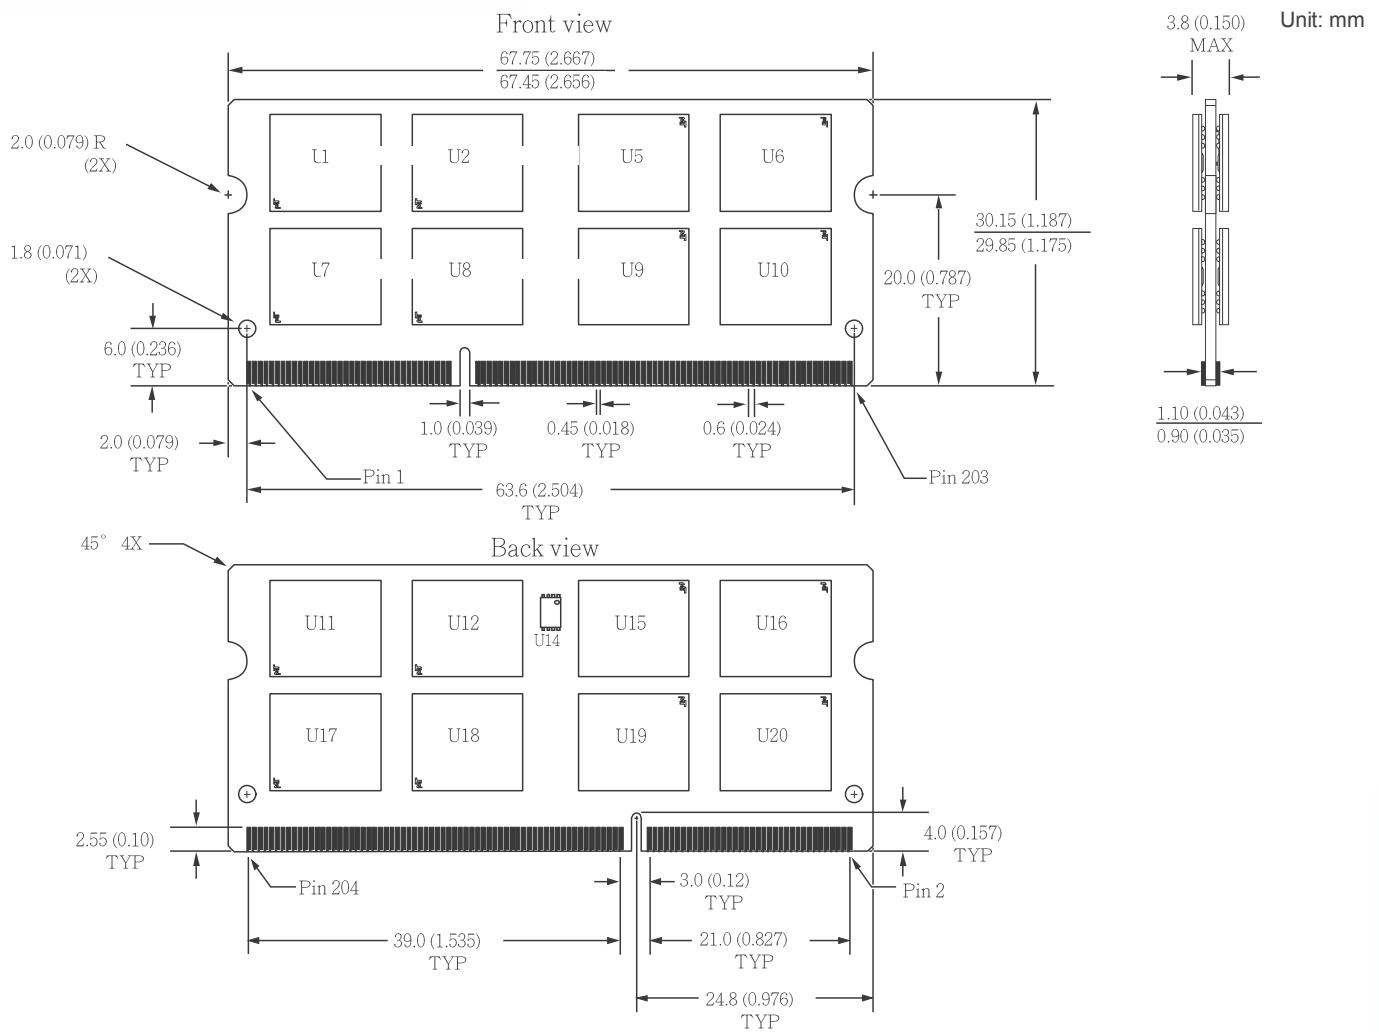 Front view
3.8 (0.150)
MAX
Unit: mm
67.75 (2.667)
67.45 (2.656)
2.0 (0.079) R
(2X)
U1
U2
U5
U6
1.8 (0.071)
(2X)
30.15 (1.187)
29.85 (1.175)
U7
U8
U9
U10
20.0 (0.787)
TYP
6.0 (0.236)
TYP
2.0 (0.079)
TYP
1.0 (0.039)
TYP
0.45 (0.018)
TYP
0.6 (0.024)
TYP
1.10 (0.043)
0.90 (0.035)
Pin 1
63.6 (2.504)
TYP
Pin 203
45° 4X
Back view
U11
U12
U14
U15
U16
U17
U18
U19
U20
2.55 (0.10)
TYP
4.0 (0.157)
TYP
Pin 204
3.0 (0.12)
TYP
Pin 2
39.0 (1.535)
TYP
21.0 (0.827)
TYP
24.8 (0.976)
TYP